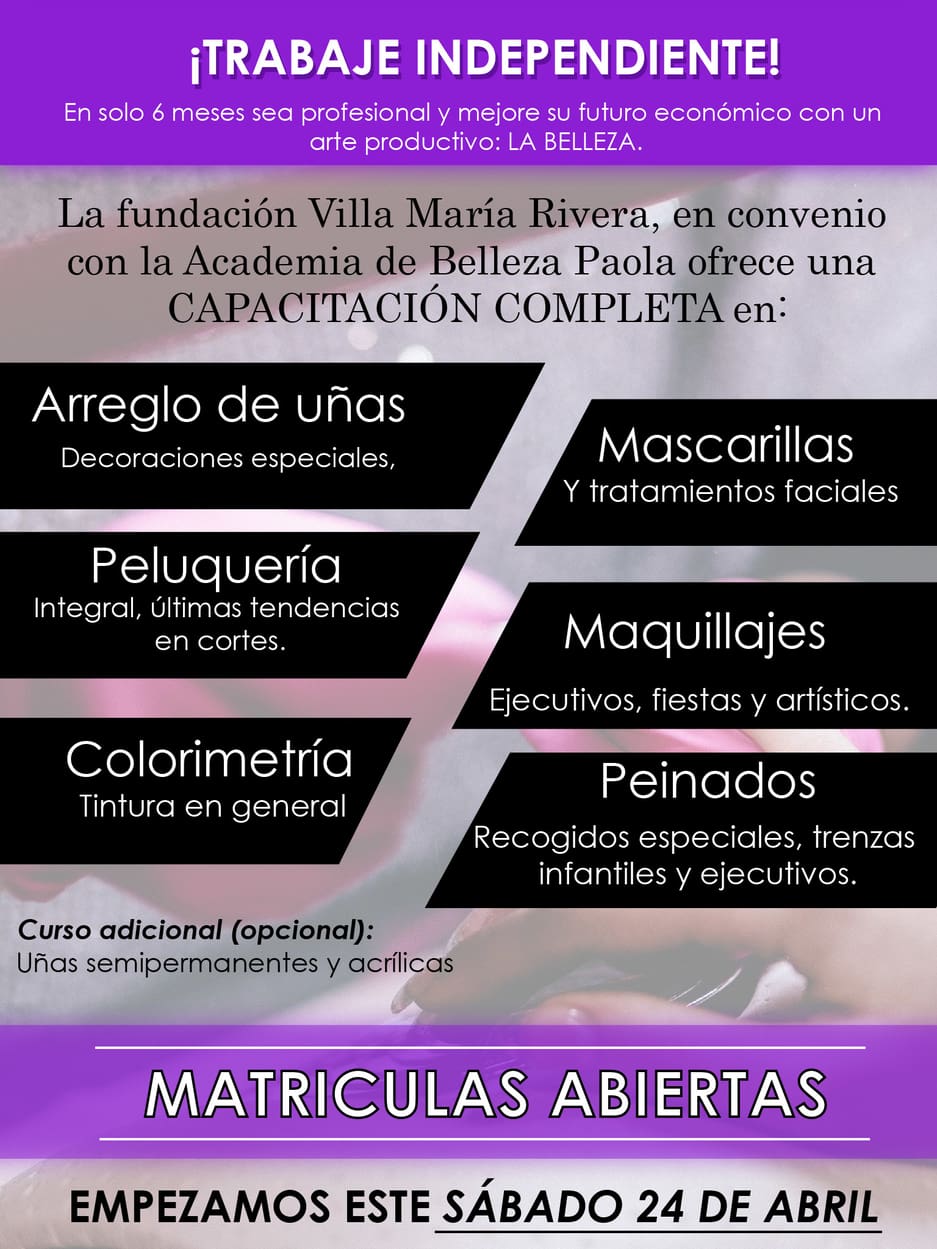 ¡TRABAJE INDEPENDIENTE!
En solo 6 meses sea profesional y mejore su futuro económico con un
arte productivo: LA BELLEZA.
La fundación Villa María Rivera, en convenio
con la Academia de Belleza Paola ofrece una
CAPACITACIÓN COMPLETA en:
Arreglo de uñas
Decoraciones especiales,
Mascarillas
Y tratamientos faciales
Peluquería
Integral, últimas tendencias
en cortes.
Maquillajes
Ejecutivos, fiestas y artísticos.
Colorimetría
Tintura en general
Peinados
Recogidos especiales, trenzas
infantiles y ejecutivos.
Curso adicional (opcional):
Uñas semipermanentes y acrílicas
MATRICULAS ABIERTAS
EMPEZAMOS ESTE SÁBADO 24 DE ABRIL